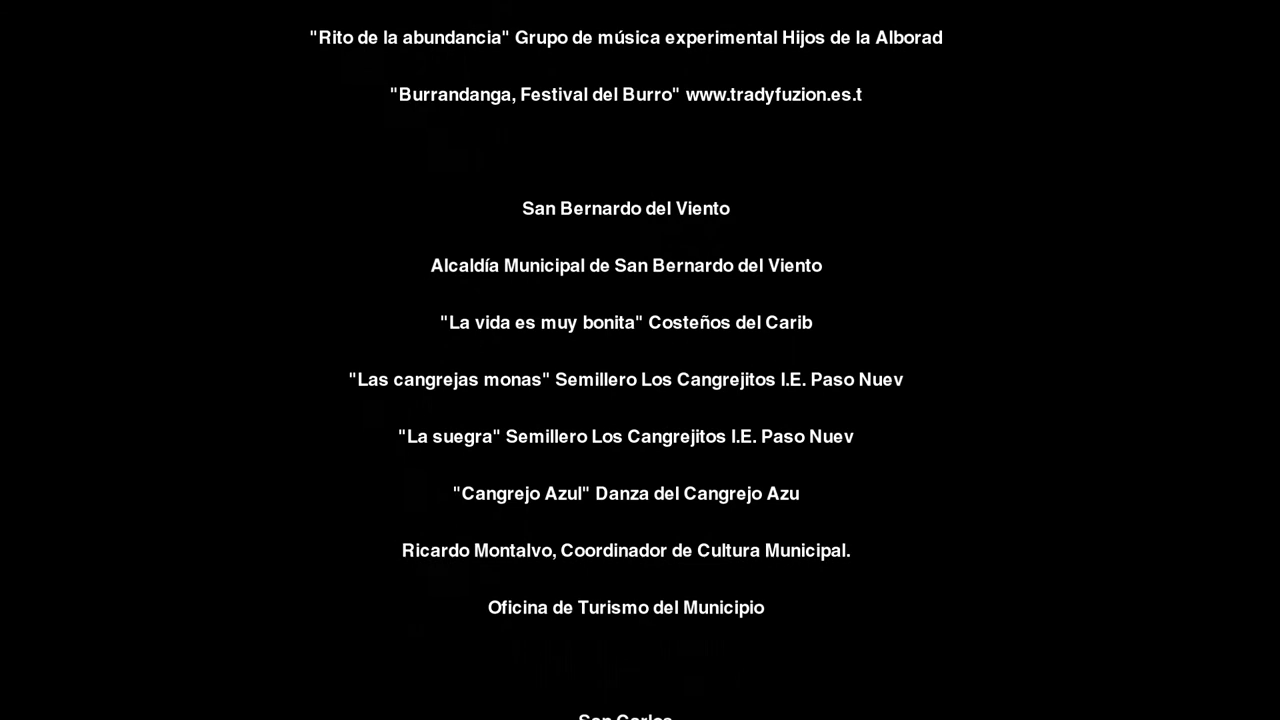 "Rito de la abundancia" Grupo de música experimental Hijos de la Alborad
"Burrandanga, Festival del Burro" www.tradyfuzion.es.t
San Bernardo del Viento
Alcaldía Municipal de San Bernardo del Viento
"La vida es muy bonita" Costeños del Carib
"Las cangrejas monas" Semillero Los Cangrejitos I.E. Paso Nuev
"La suegra" Semillero Los Cangrejitos I.E. Paso Nuev
"Cangrejo Azul" Danza del Cangrejo Azu
Ricardo Montalvo, Coordinador de Cultura Municipal.
Oficina de Turismo del Municipio
San Carlos